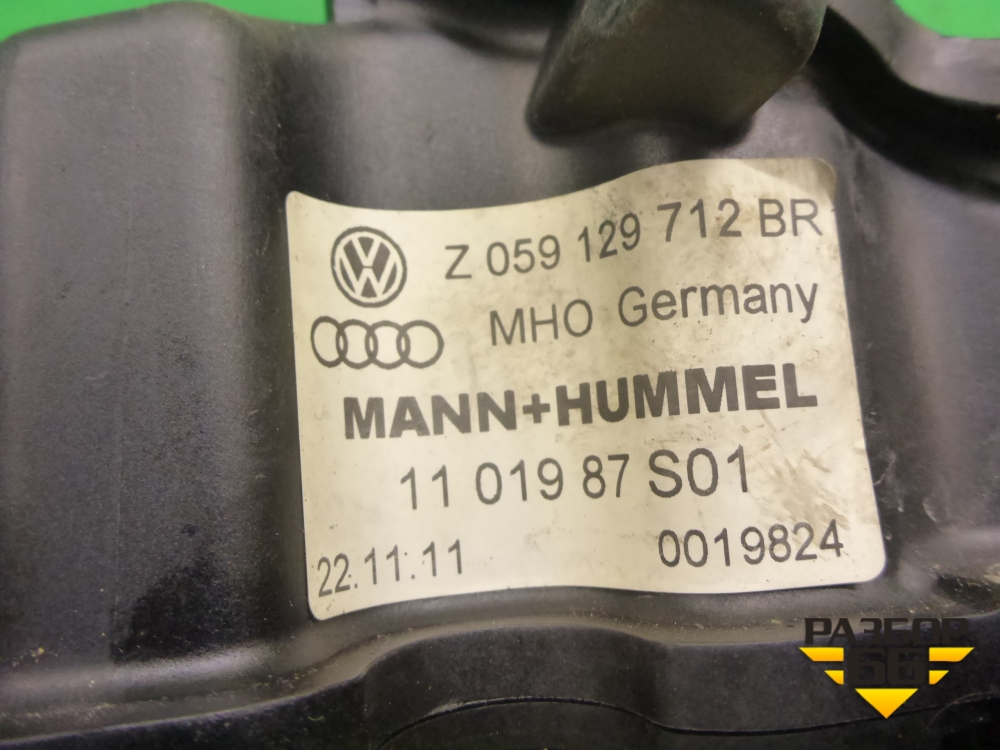 Z 059 129 712 BR
MHO Germany
MANN+HUMMEL
11 019 87 S01
22.11.11 0019824
РАЗБОР
66